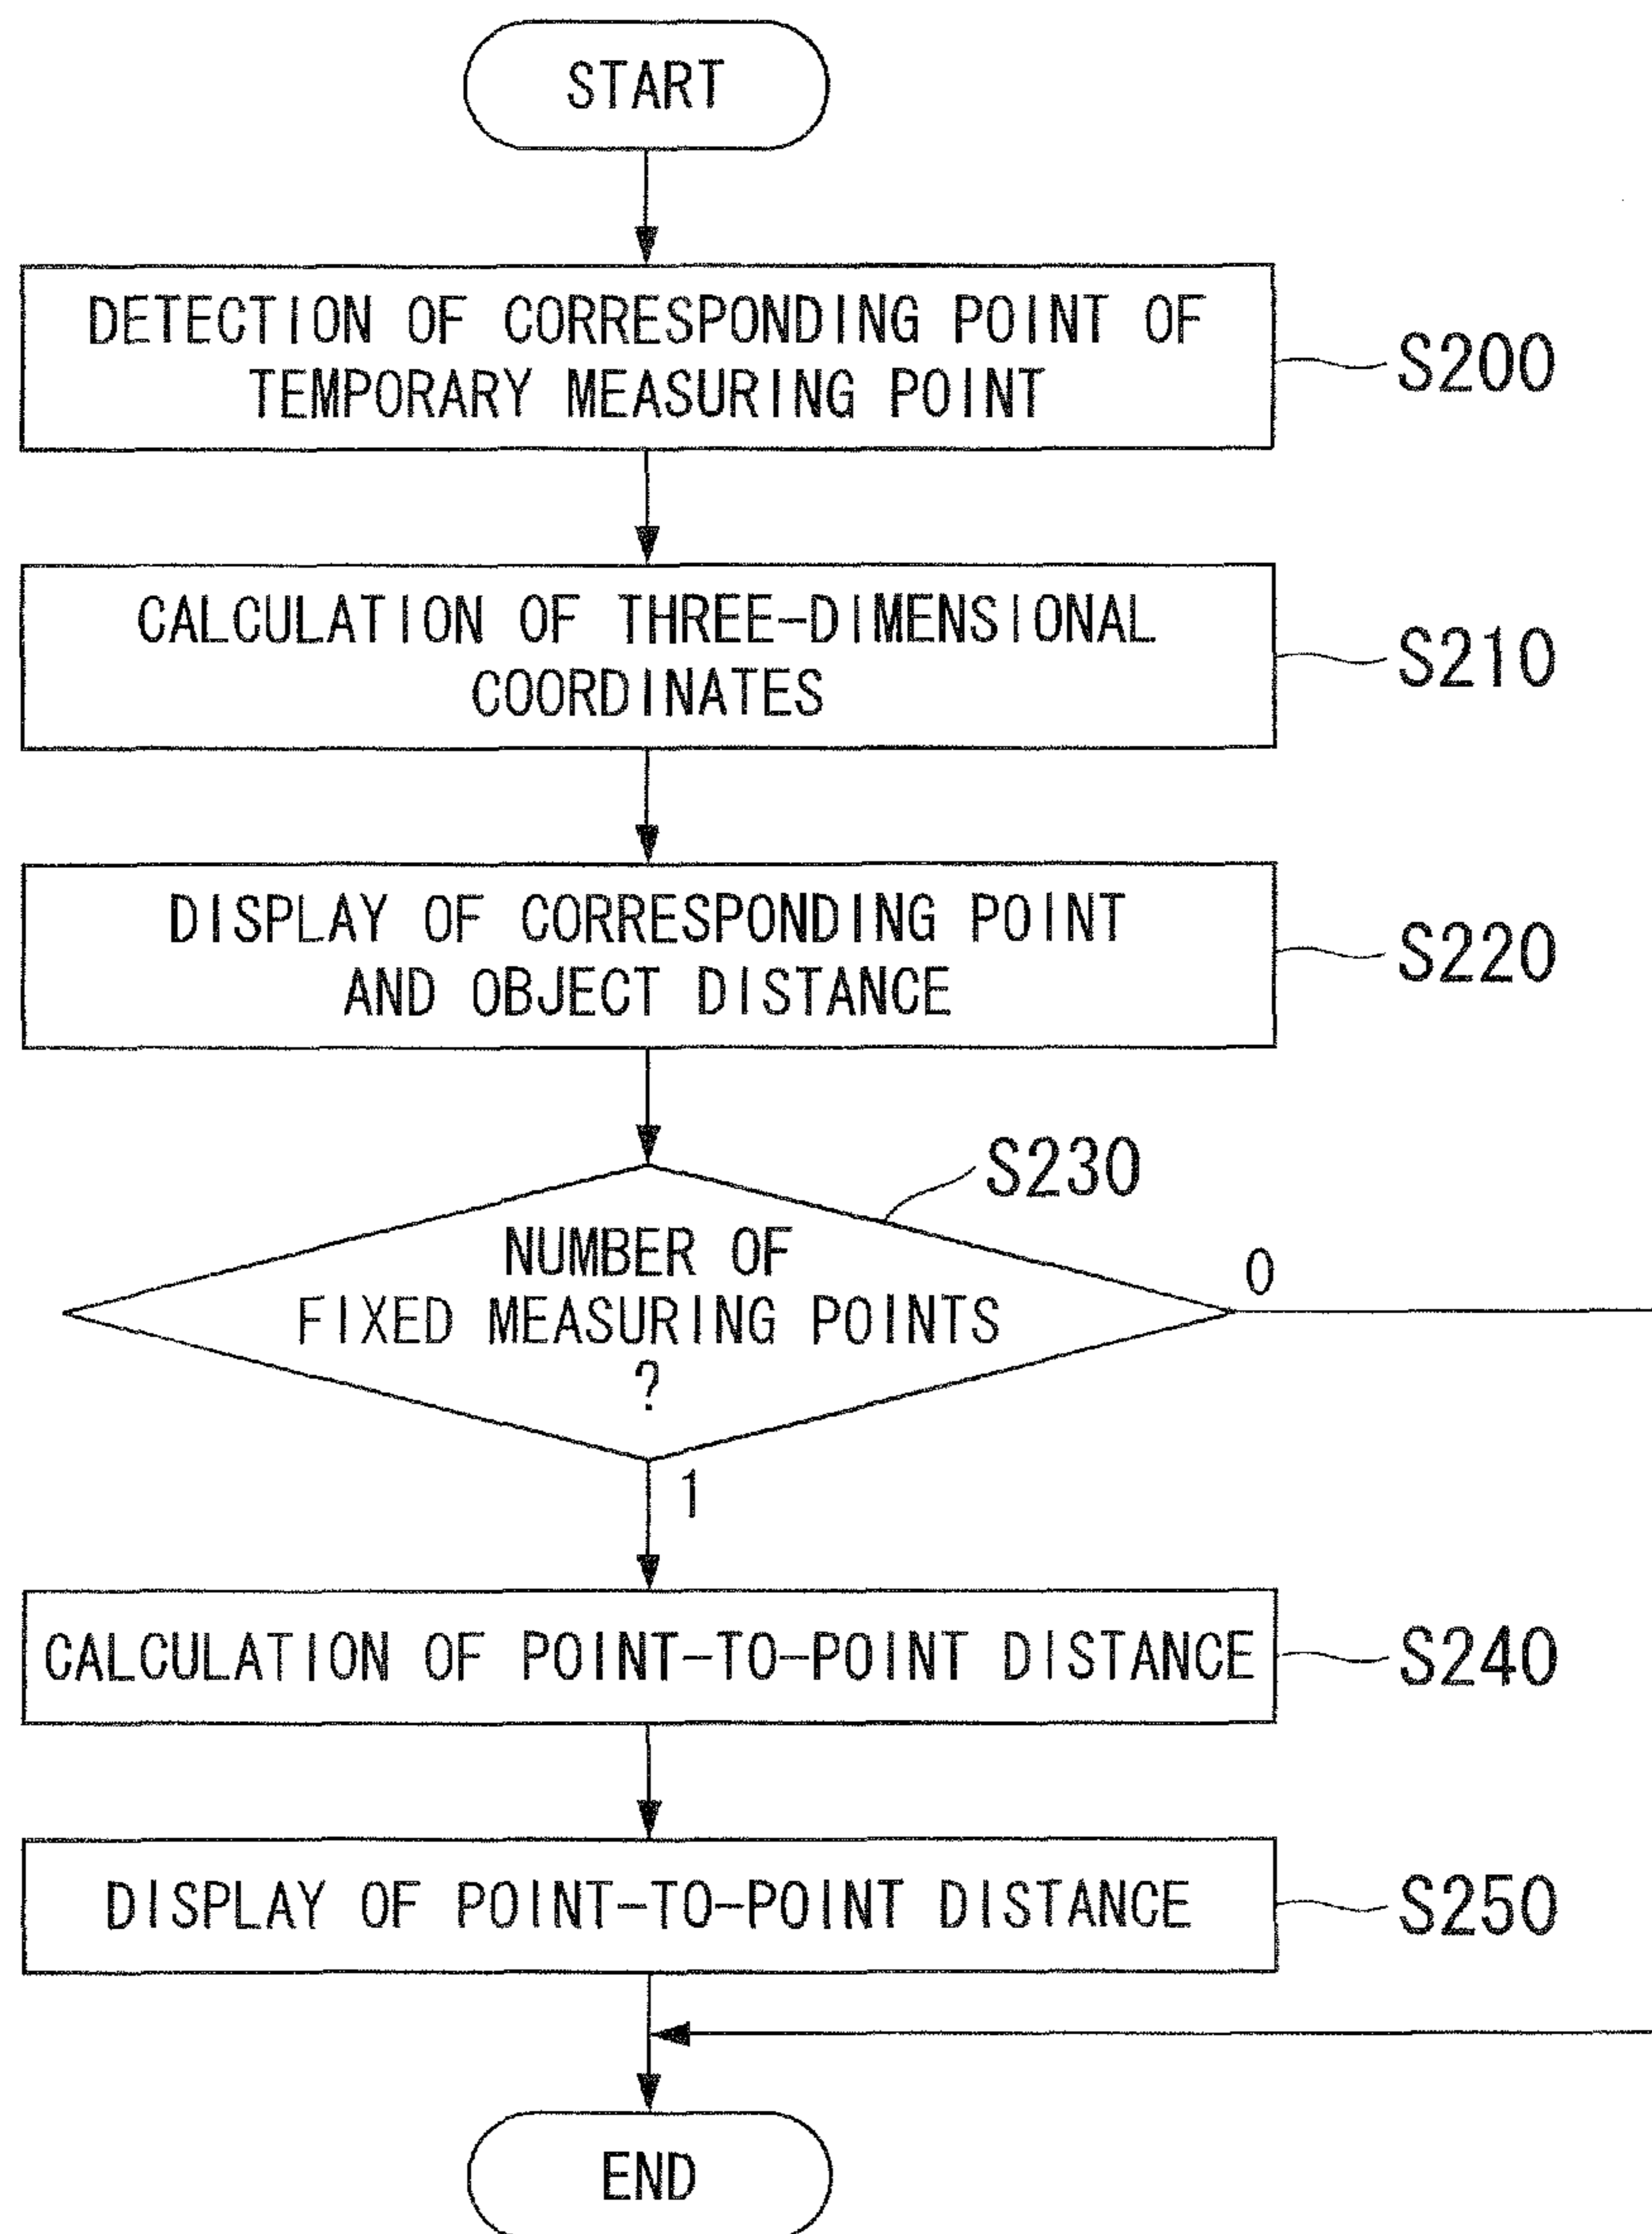 START
DETECTION OF CORRESPONDING POINT OF
TEMPORARY MEASURING POINT
S200
CALCULATION OF THREE-DIMENSIONAL
COORDINATES
S210
DISPLAY OF CORRESPONDING POINT
AND OBJECT DISTANCE
S220
S230
NUMBER OF
FIXED MEASURING POINTS
?
0
1
CALCULATION OF POINT-TO-POINT DISTANCE
S240
DISPLAY OF POINT-TO-POINT DISTANCE
S250
END